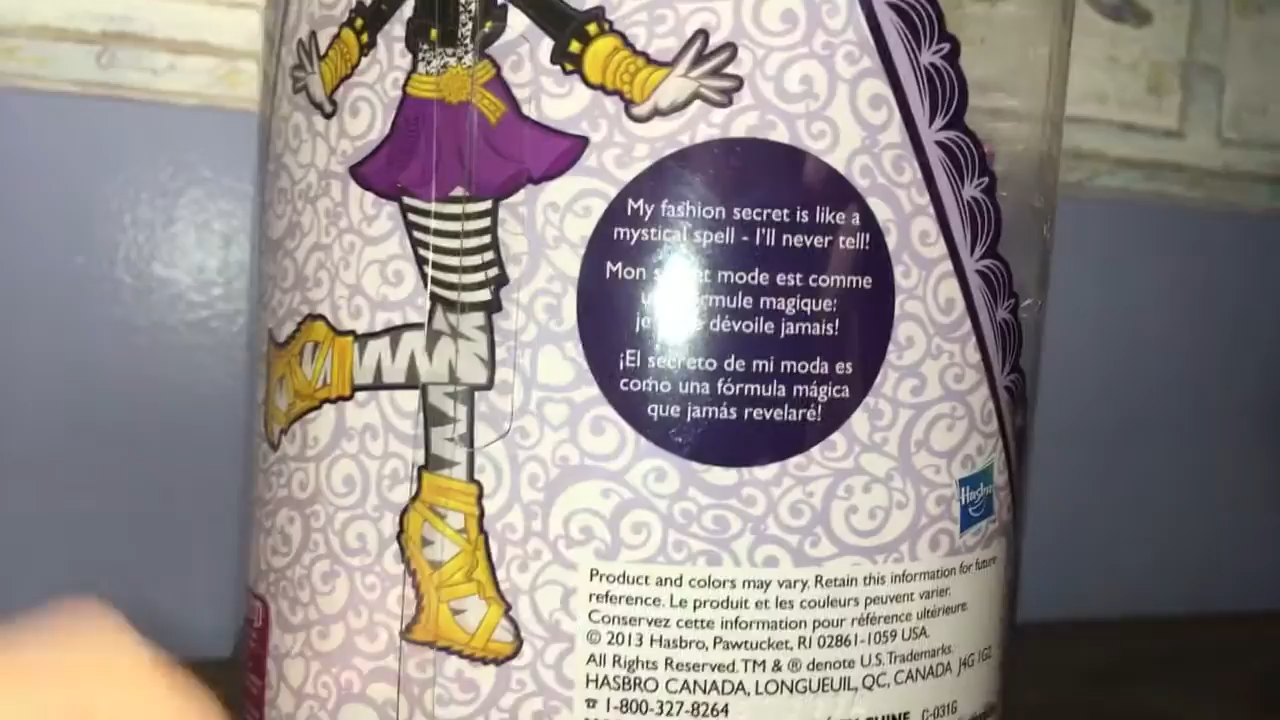 My fashion secret is like a
mystical spell - I'll never tell!
Mon mode est comme
formule magique:
je dévoile jamais!
¡El secreto de mi moda es
como una fórmula mágica
que jamás revelaré!
Hasbro
Product and colors may vary. Retain this information for future
reference. Le produit et les couleurs peuvent varier.
Conservez cette information pour référence ultérieure.
© 2013 Hasbro, Pawtucket, RI 02861-1059 USA.
All Rights Reserved. TM & ® denote U.S. Trademarks.
HASBRO CANADA, LONGUEUIL, QC, CANADA J4G 1G2
☎ 1-800-327-8264